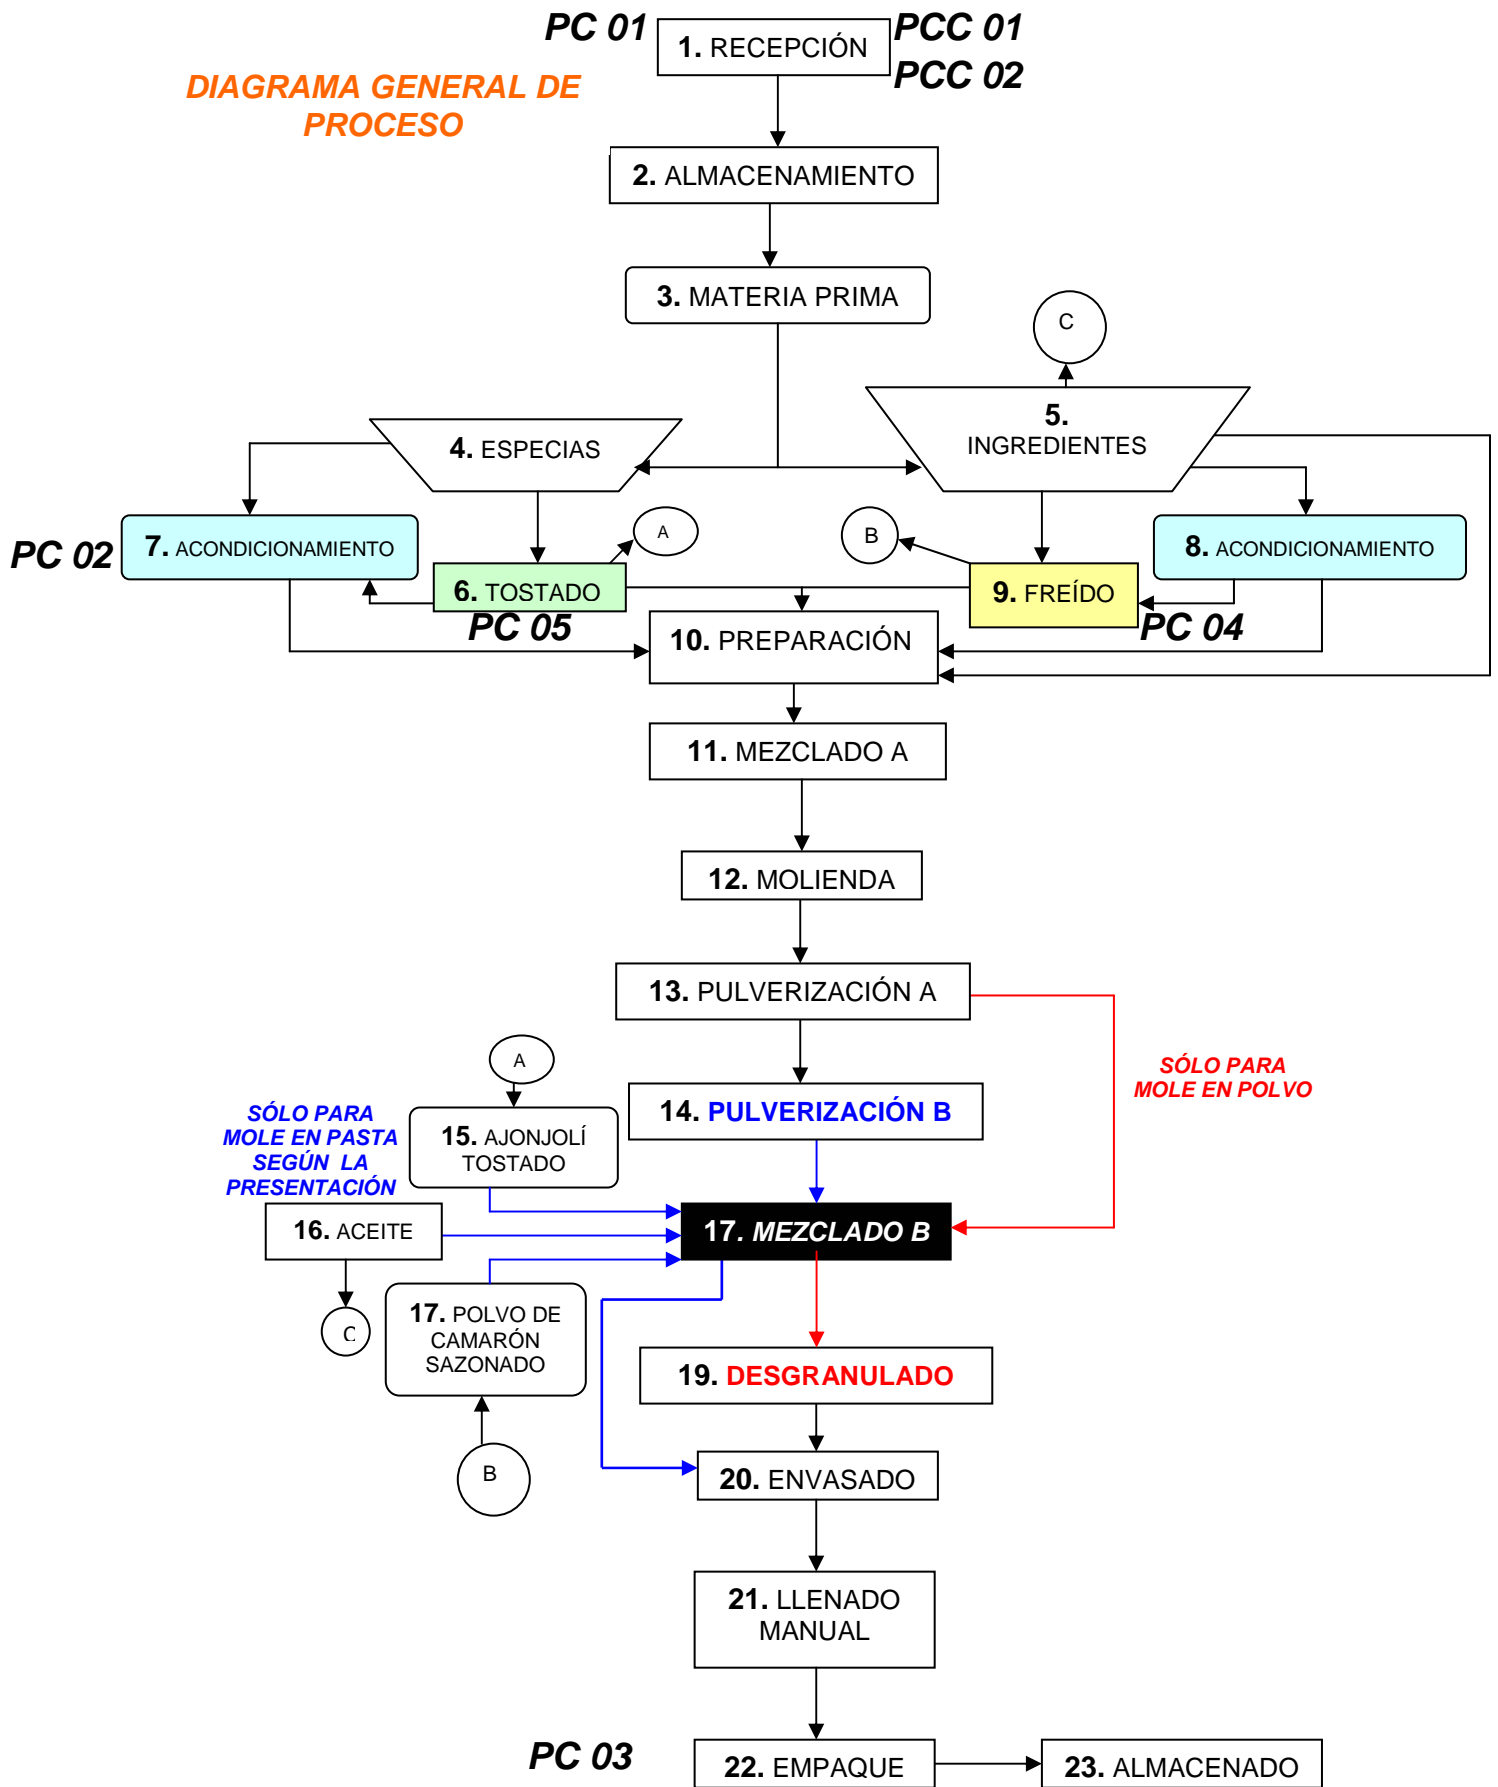 PC 01
1. RECEPCIÓN
PCC 01
PCC 02
DIAGRAMA GENERAL DE
PROCESO
2. ALMACENAMIENTO
3. MATERIA PRIMA
C
4. ESPECIAS
5.
INGREDIENTES
PC 02
7. ACONDICIONAMIENTO
A
B
8. ACONDICIONAMIENTO
6. TOSTADO
9. FREÍDO
PC 05
PC 04
10. PREPARACIÓN
11. MEZCLADO A
12. MOLIENDA
13. PULVERIZACIÓN A
A
SÓLO PARA
MOLE EN POLVO
14. PULVERIZACIÓN B
SÓLO PARA
MOLE EN PASTA
SEGÚN LA
PRESENTACIÓN
15. AJONJOLÍ
TOSTADO
16. ACEITE
17. MEZCLADO B
C
17. POLVO DE
CAMARÓN
SAZONADO
19. DESGRANULADO
B
20. ENVASADO
21. LLENADO
MANUAL
PC 03
22. EMPAQUE
23. ALMACENADO